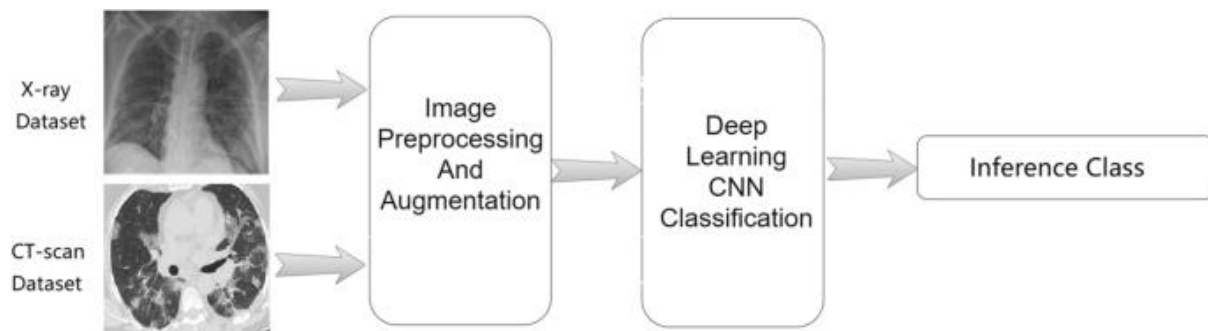 X-ray
Dataset
CT-scan
Dataset
Image
Preprocessing
And
Augmentation
Deep
Learning
CNN
Classification
Inference Class